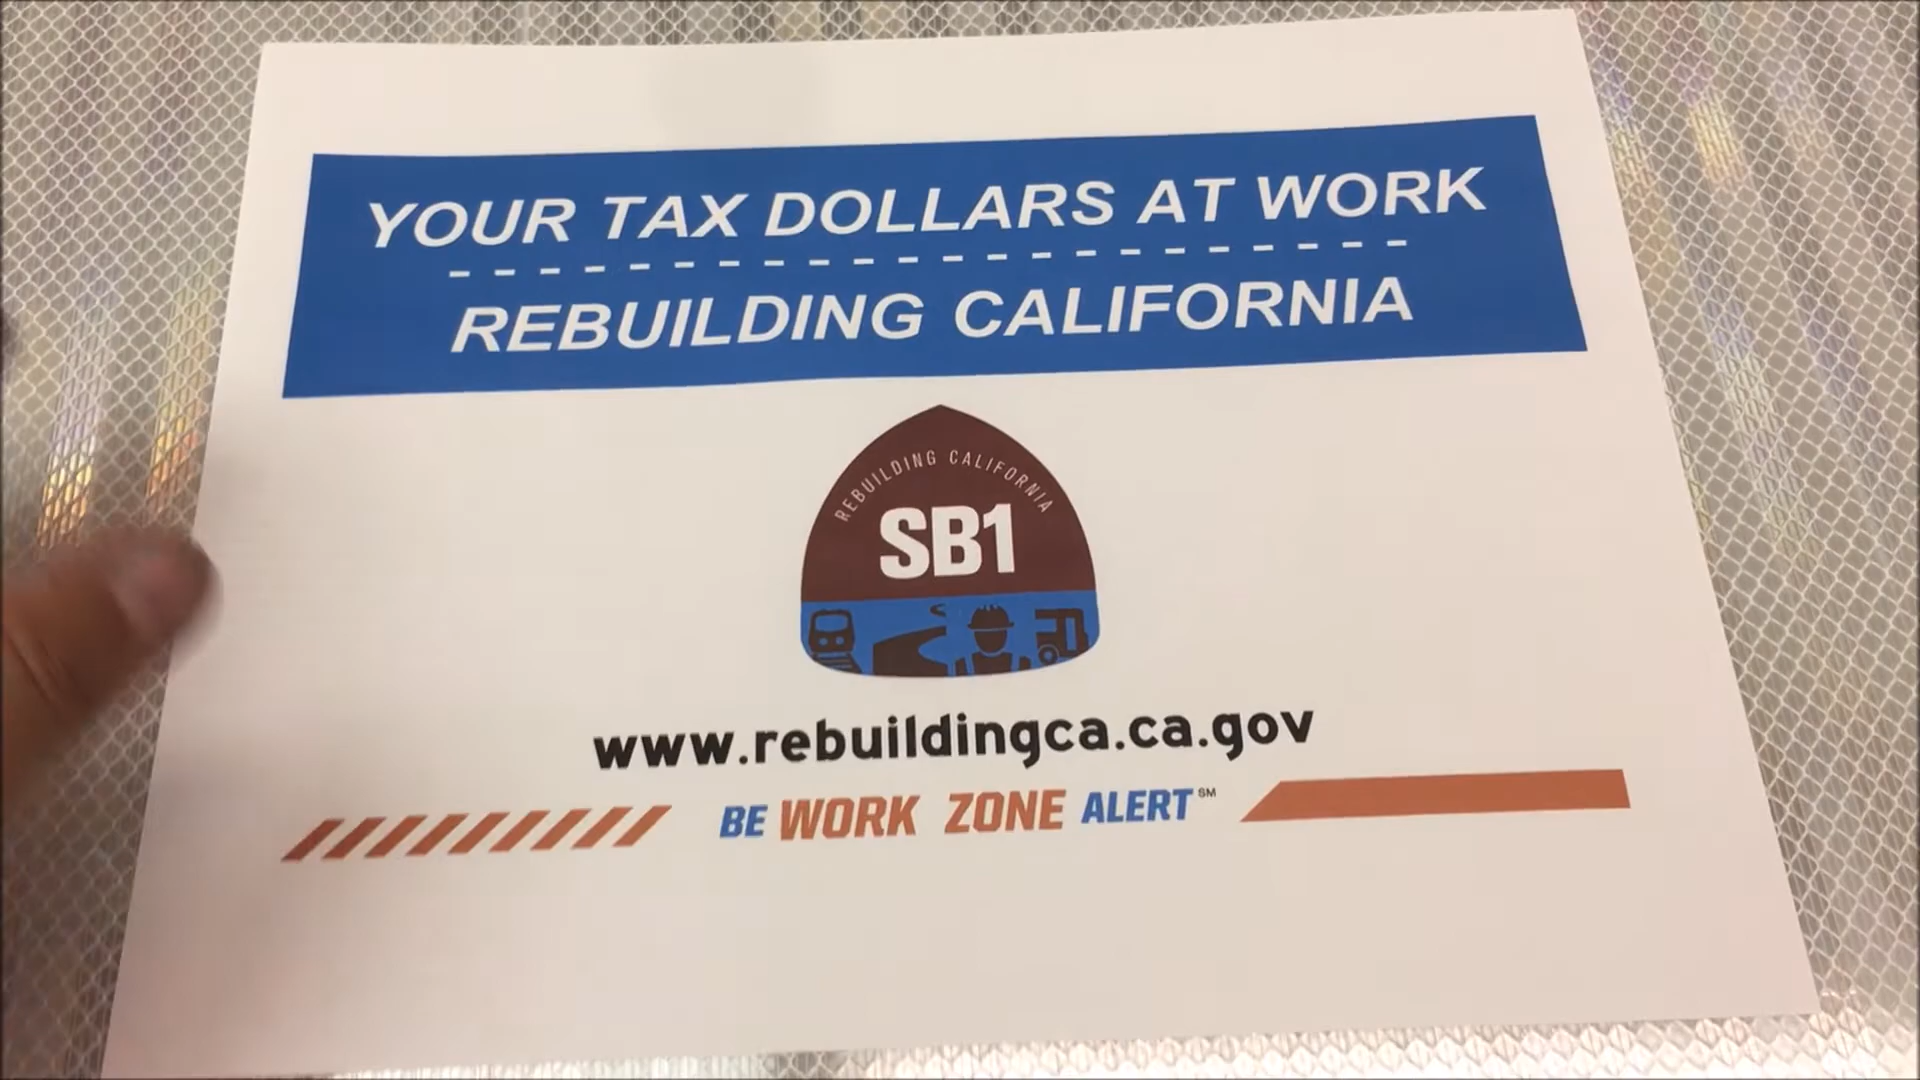 YOUR TAX DOLLARS AT WORK
REBUILDING CALIFORNIA
REBUILDING CALIFORNIA
SB1
www.rebuildingca.ca.gov
BE WORK ZONE ALERT℠